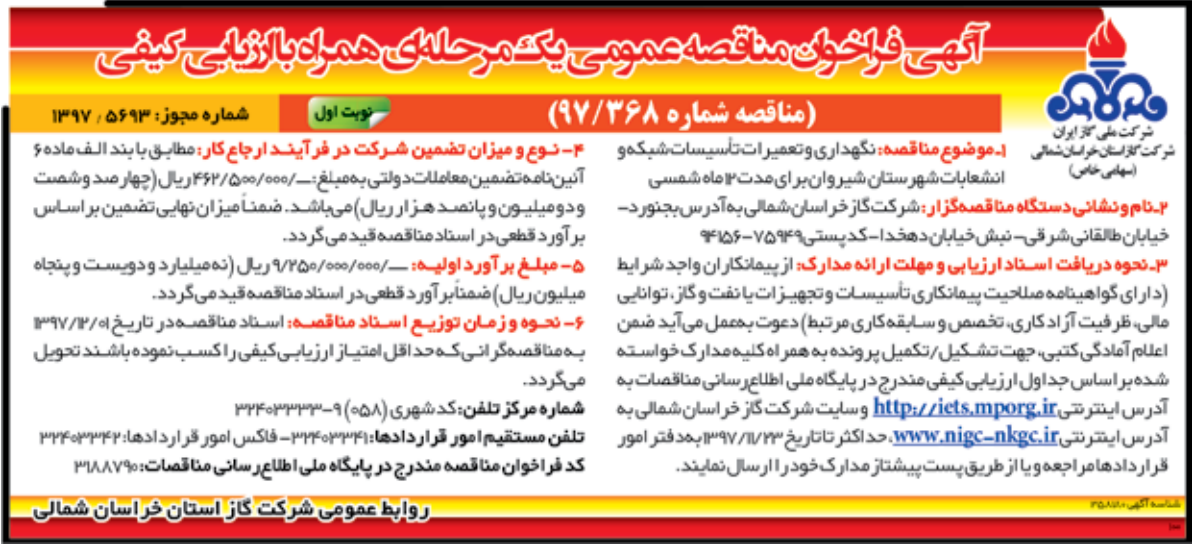 آگهی فراخوان مناقصه عمومی یک مرحله‌ای همراه با ارزیابی کیفی
شرکت ملی گاز ایران
شرکت گاز استان خراسان شمالی
(سهامی خاص)
(مناقصه شماره ۹۷/۳۶۸)
نوبت اول
شماره مجوز: ۵۶۹۳ ، ۱۳۹۷
۱ـ موضوع مناقصه: نگهداری و تعمیرات تأسیسات شبکه و
انشعابات شهرستان شیروان برای مدت ۱۲ ماه شمسی
۲ـ نام و نشانی دستگاه مناقصه‌گزار: شرکت گاز خراسان شمالی به آدرس بجنورد–
خیابان طالقانی شرقی– نبش خیابان دهخدا– کد پستی ۷۵۹۴۹–۹۴۱۵۶
۳ـ نحوه دریافت اسناد ارزیابی و مهلت ارائه مدارک: از پیمانکاران واجد شرایط
(دارای گواهینامه صلاحیت پیمانکاری تأسیسات و تجهیزات یا نفت و گاز، توانایی
مالی، ظرفیت آزاد کاری، تخصص و سابقه کاری مرتبط) دعوت به‌عمل می‌آید ضمن
اعلام آمادگی کتبی، جهت تشکیل/تکمیل پرونده به همراه کلیه مدارک خواسته
شده براساس جداول ارزیابی کیفی مندرج در پایگاه ملی اطلاع‌رسانی مناقصات به
آدرس اینترنتی http://iets.mporg.ir و سایت شرکت گاز خراسان شمالی به
آدرس اینترنتی www.nigc-nkgc.ir، حداکثر تا تاریخ ۱۳۹۷/۱۱/۲۳ به دفتر امور
قراردادها مراجعه و یا از طریق پست پیشتاز مدارک خود را ارسال نمایند.
۴– نوع و میزان تضمین شرکت در فرآیند ارجاع کار: مطابق با بند الف ماده ۶
آئین‌نامه تضمین معاملات دولتی به مبلغ: ــ/۴۶۲/۵۰۰/۰۰۰ ریال (چهارصد و شصت
و دو میلیون و پانصد هزار ریال) می‌باشد. ضمناً میزان نهایی تضمین براساس
برآورد قطعی در اسناد مناقصه قید می گردد.
۵– مبلغ برآورد اولیه: ــ/۹/۲۵۰/۰۰۰/۰۰۰ ریال (نه میلیارد و دویست و پنجاه
میلیون ریال) ضمناً برآورد قطعی در اسناد مناقصه قید می گردد.
۶– نحوه و زمان توزیع اسناد مناقصه: اسناد مناقصه در تاریخ ۱۳۹۷/۱۲/۰۱
به مناقصه‌گرانی که حداقل امتیاز ارزیابی کیفی را کسب نموده باشند تحویل
می‌گردد.
شماره مرکز تلفن: کد شهری (۰۵۸) ۹–۳۲۴۰۳۳۳۳
تلفن مستقیم امور قراردادها: ۳۲۴۰۳۳۴۱– فاکس امور قراردادها: ۳۲۴۰۳۳۴۲
کد فراخوان مناقصه مندرج در پایگاه ملی اطلاع‌رسانی مناقصات: ۳۱۸۸۷۹۰
روابط عمومی شرکت گاز استان خراسان شمالی